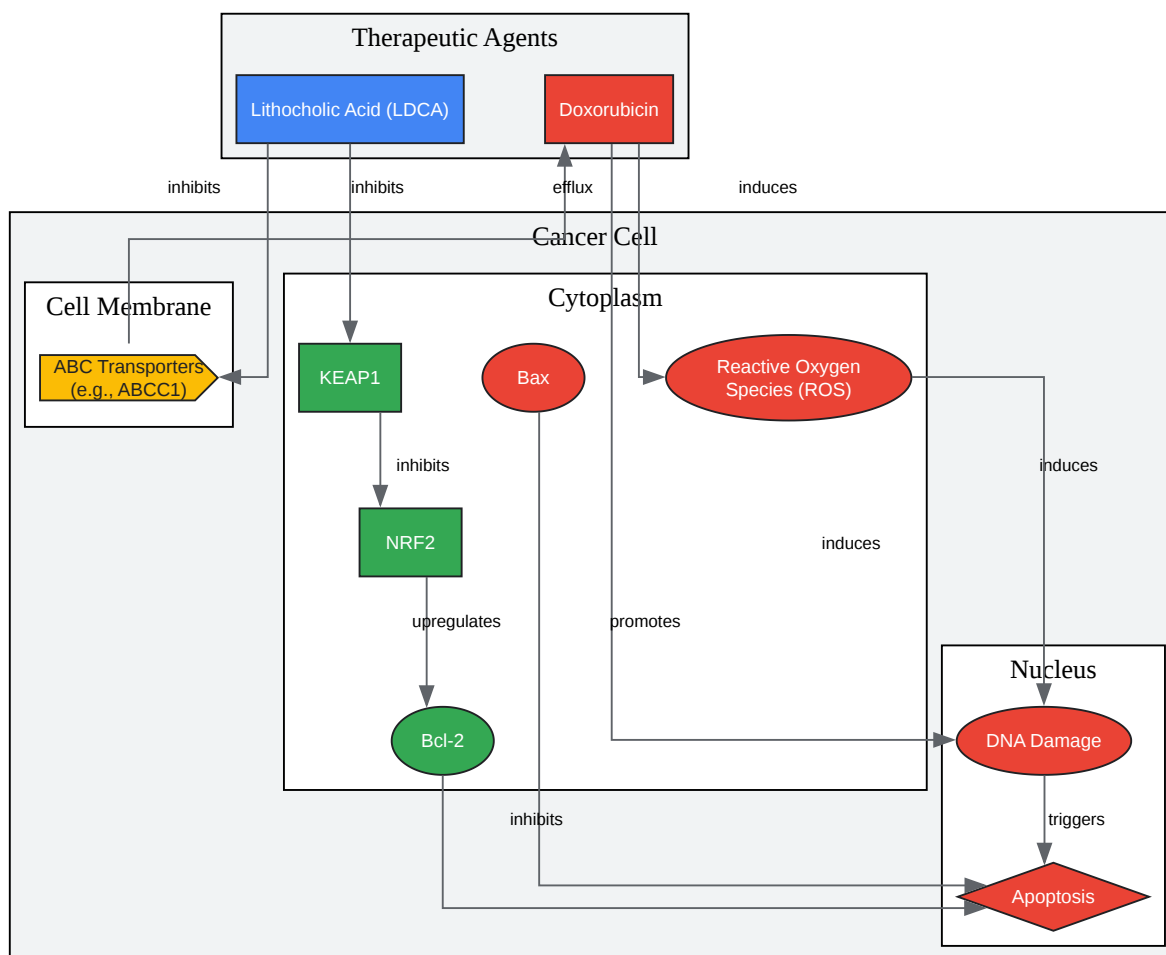 Therapeutic Agents
Lithocholic Acid (LDCA)
Doxorubicin
inhibits
inhibits
efflux
induces
Cancer Cell
Cell Membrane
Cytoplasm
ABC Transporters
(e.g., ABCC1)
KEAP1
Bax
Reactive Oxygen
Species (ROS)
inhibits
induces
NRF2
induces
upregulates
promotes
Nucleus
Bcl-2
DNA Damage
inhibits
triggers
Apoptosis